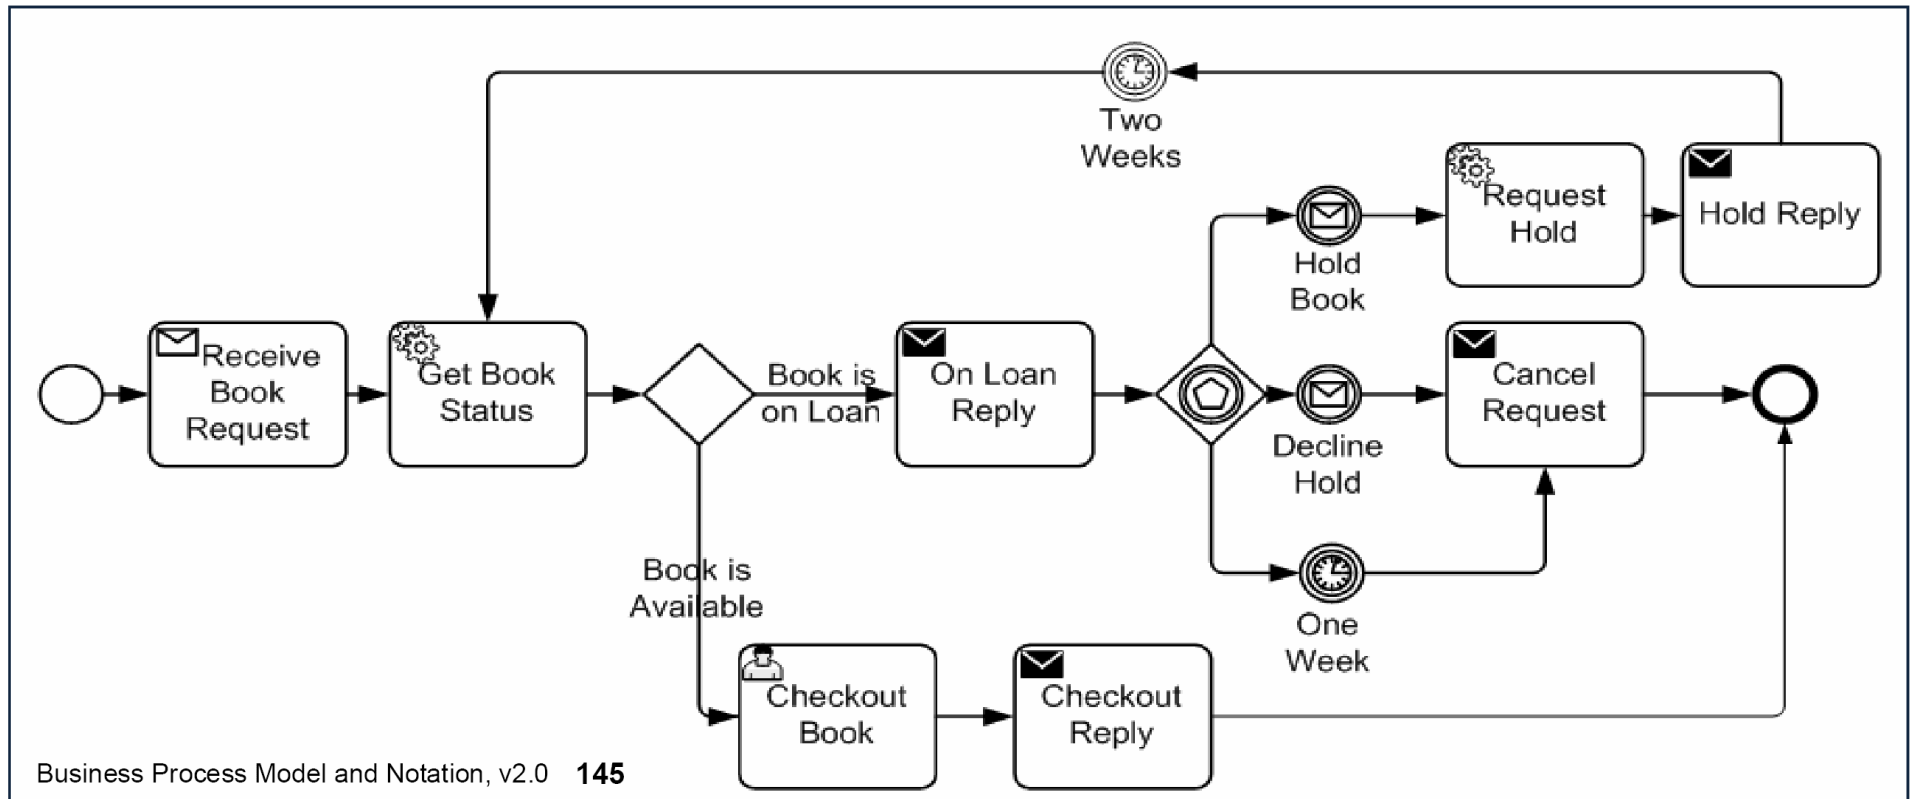 Two
Weeks
Request
Hold
Hold Reply
Hold
Book
Receive
Book
Request
Get Book
Status
Book is
on Loan
On Loan
Reply
Cancel
Request
Decline
Hold
Book is
Available
One
Week
Checkout
Book
Checkout
Reply
Business Process Model and Notation, v2.0 145